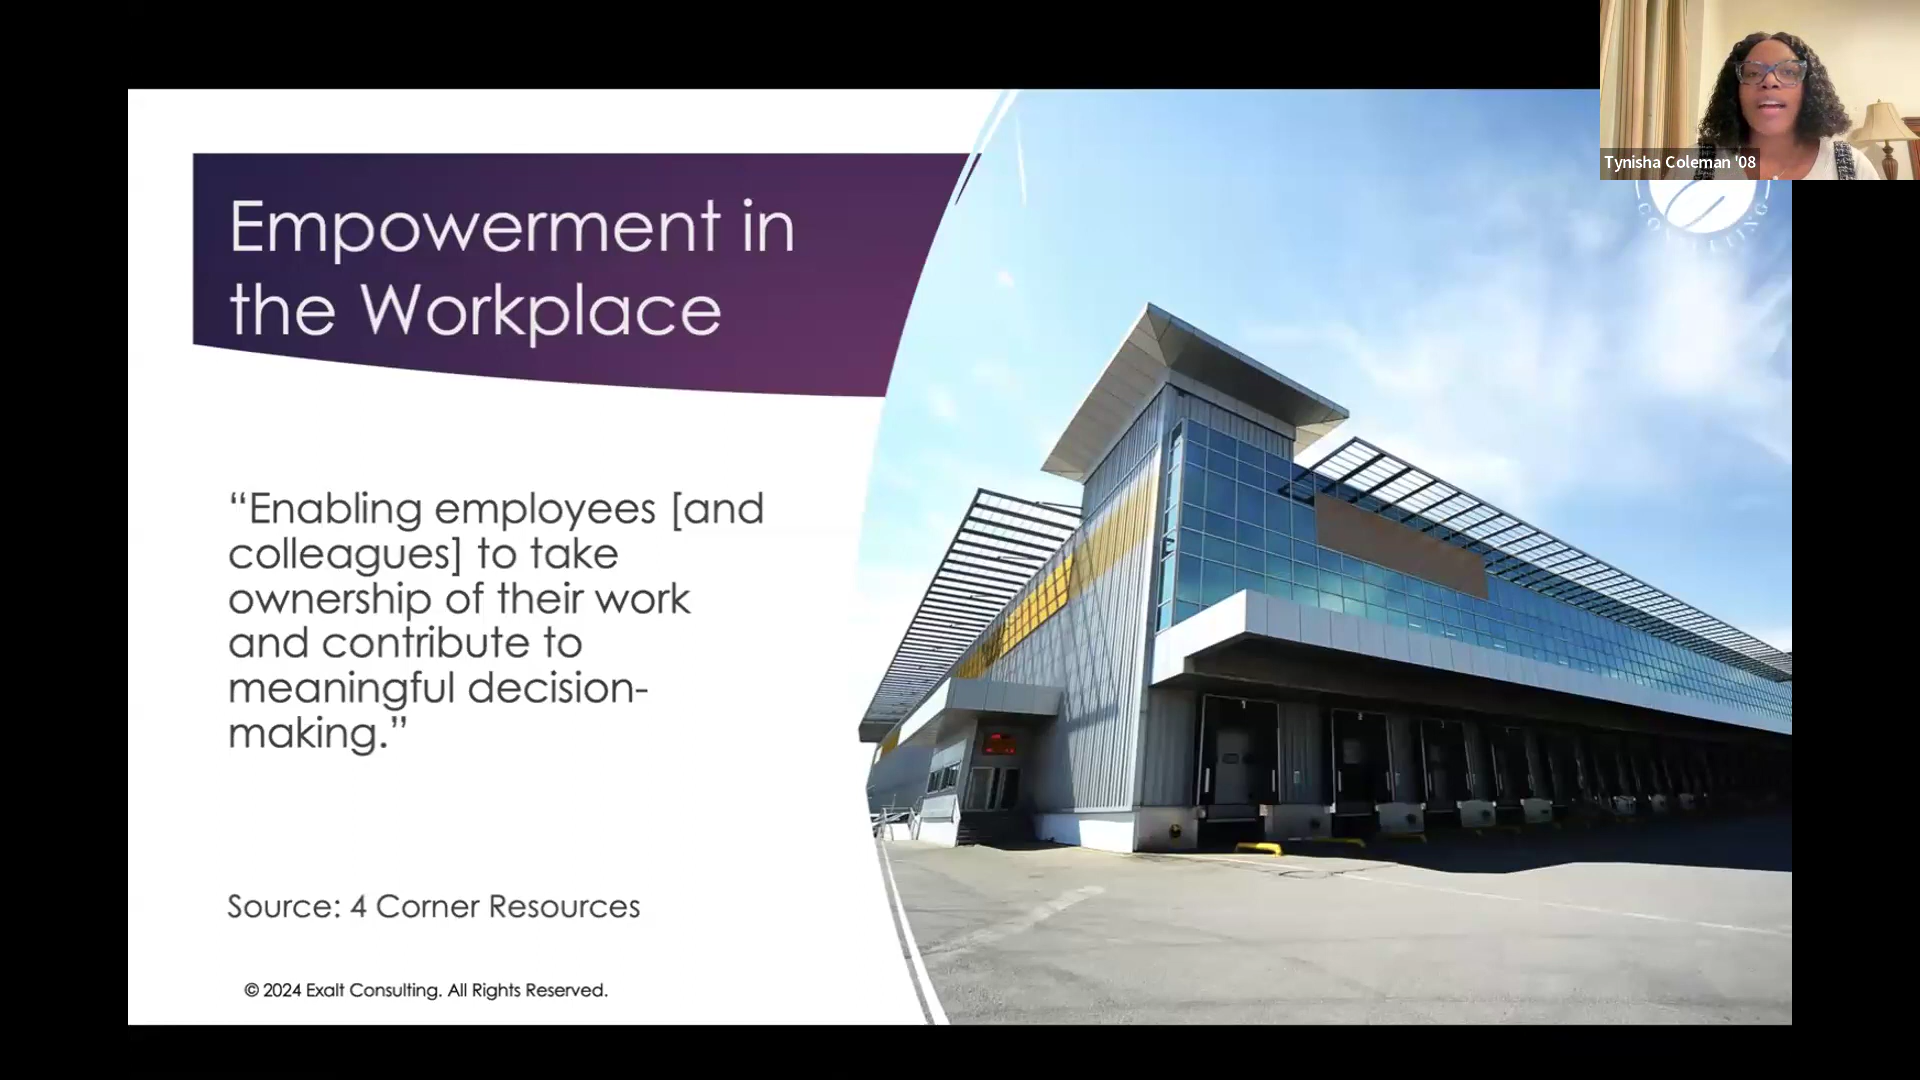 Tynisha Coleman '08
CONSULTING
Empowerment in
the Workplace
“Enabling employees [and
colleagues] to take
ownership of their work
and contribute to
meaningful decision-
making.”
Source: 4 Corner Resources
© 2024 Exalt Consulting. All Rights Reserved.